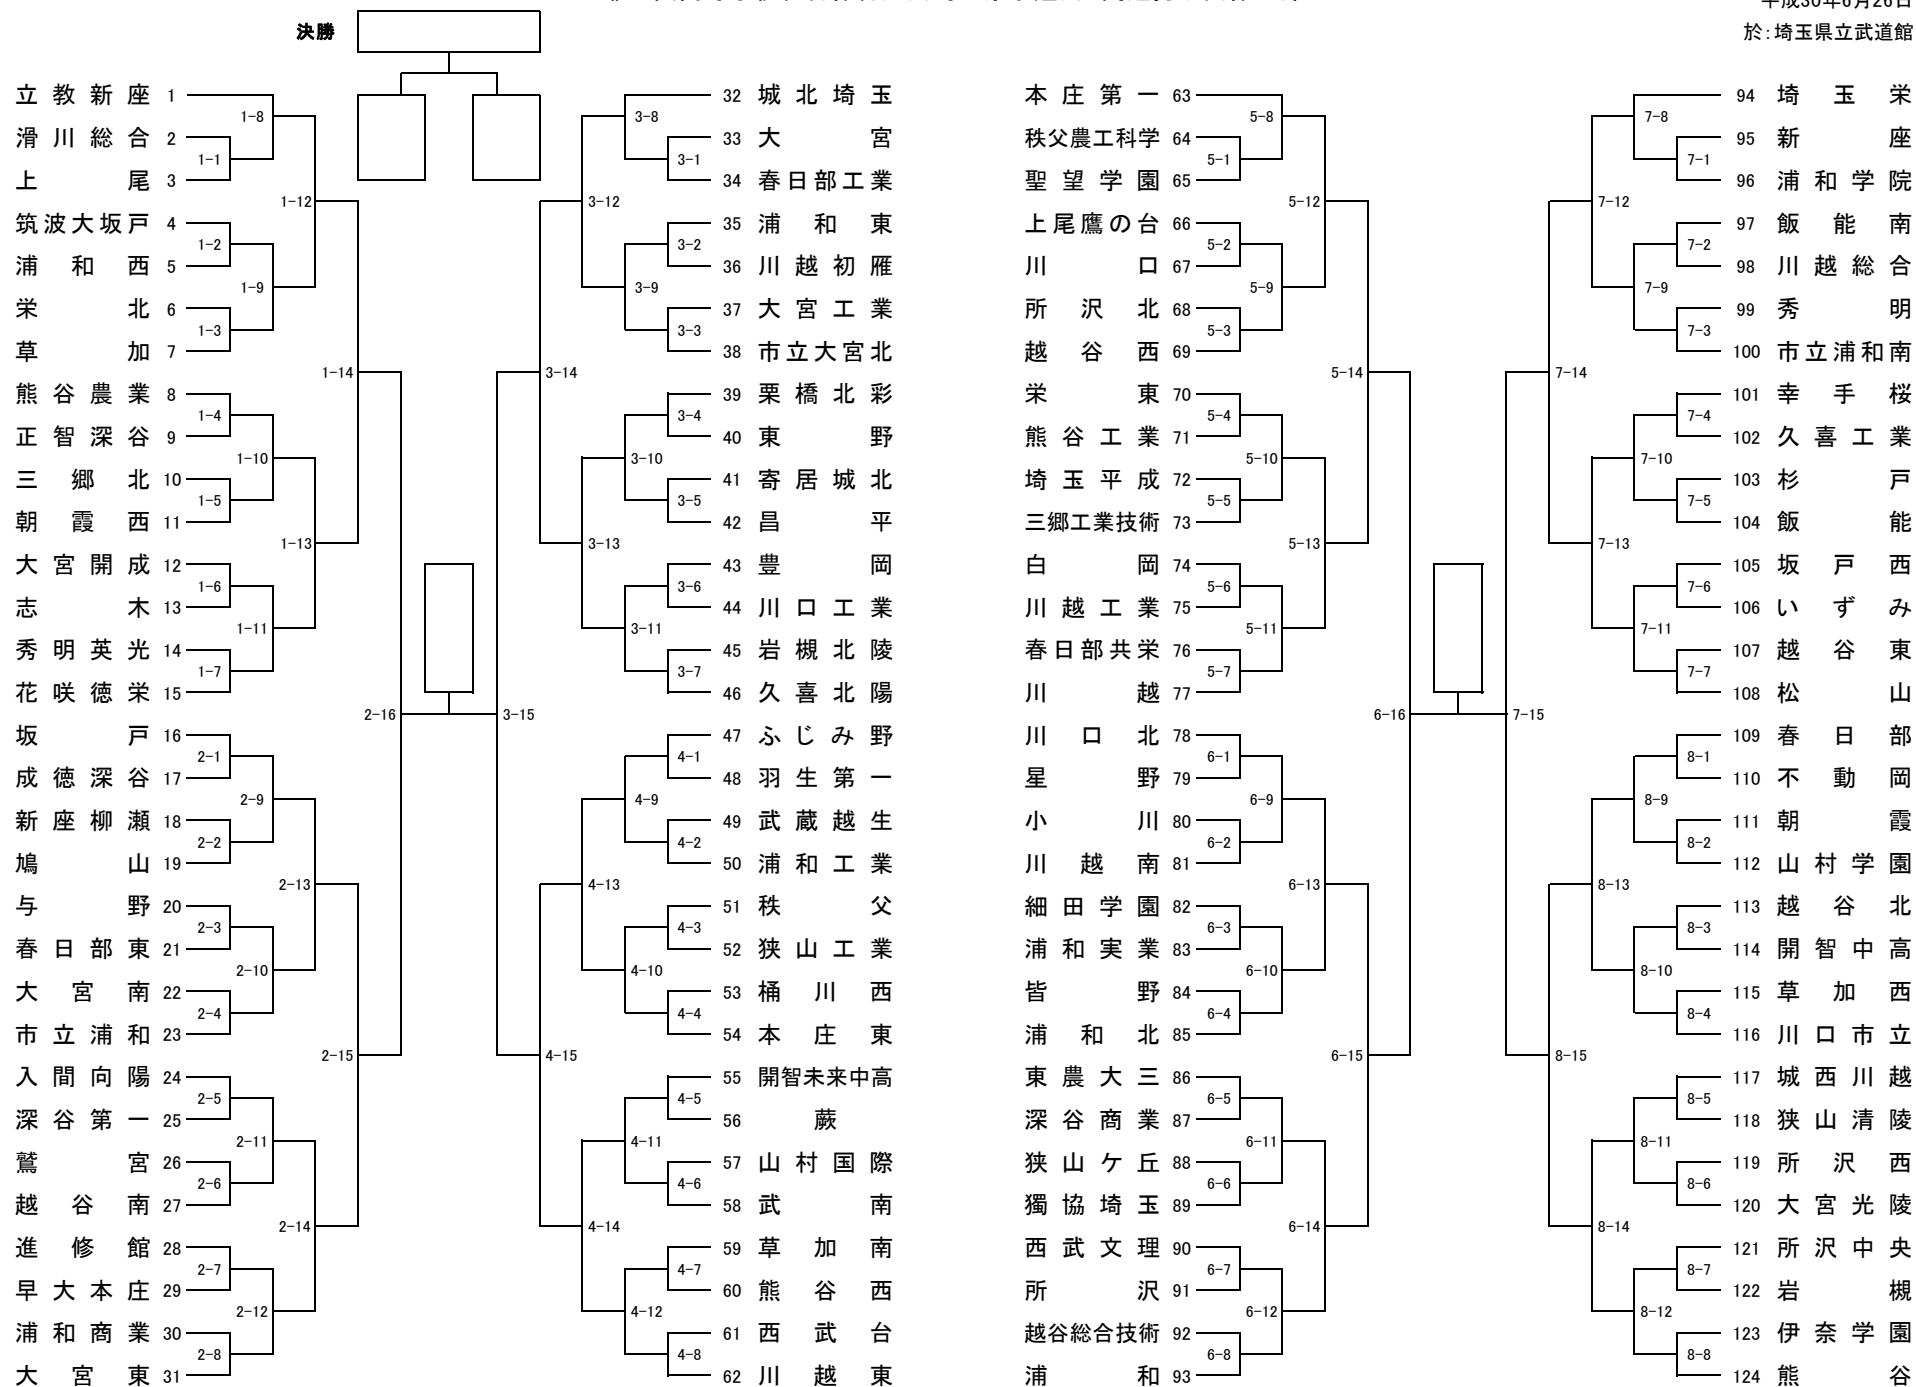 平成30年6月26日
決勝
於：埼玉県立武道館
立教新座 1
滑川総合 2
上尾 3
筑波大坂戸 4
浦和西 5
栄北 6
草加 7
熊谷農業 8
正智深谷 9
三郷北 10
朝霞西 11
大宮開成 12
志木 13
秀明英光 14
花咲徳栄 15
坂戸 16
成徳深谷 17
新座柳瀬 18
鳩山 19
与野 20
春日部東 21
大宮南 22
市立浦和 23
入間向陽 24
深谷第一 25
鷲宮 26
越谷南 27
進修館 28
早大本庄 29
浦和商業 30
大宮東 31
1-8
1-1
1-12
1-2
1-9
1-3
1-14
1-4
1-10
1-5
1-13
1-6
1-11
1-7
2-16
2-1
2-9
2-2
2-13
2-3
2-10
2-4
2-15
2-5
2-11
2-6
2-14
2-7
2-12
2-8
3-8
3-1
3-12
3-2
3-9
3-3
3-14
3-4
3-10
3-5
3-13
3-6
3-11
3-7
3-15
4-1
4-9
4-2
4-13
4-3
4-10
4-4
4-15
4-5
4-11
4-6
4-14
4-7
4-12
4-8
32 城北埼玉
33 大宮
34 春日部工業
35 浦和東
36 川越初雁
37 大宮工業
38 市立大宮北
39 栗橋北彩
40 東野
41 寄居城北
42 昌平
43 豊岡
44 川口工業
45 岩槻北陵
46 久喜北陽
47 ふじみ野
48 羽生第一
49 武蔵越生
50 浦和工業
51 秩父
52 狭山工業
53 桶川西
54 本庄東
55 開智未来中高
56 蕨
57 山村国際
58 武南
59 草加南
60 熊谷西
61 西武台
62 川越東
本庄第一 63
秩父農工科学 64
聖望学園 65
上尾鷹の台 66
川口 67
所沢北 68
越谷西 69
栄東 70
熊谷工業 71
埼玉平成 72
三郷工業技術 73
白岡 74
川越工業 75
春日部共栄 76
川越 77
川口北 78
星野 79
小川 80
川越南 81
細田学園 82
浦和実業 83
皆野 84
浦和北 85
東農大三 86
深谷商業 87
狭山ケ丘 88
獨協埼玉 89
西武文理 90
所沢 91
越谷総合技術 92
浦和 93
5-8
5-1
5-12
5-2
5-9
5-3
5-14
5-4
5-10
5-5
5-13
5-6
5-11
5-7
6-16
6-1
6-9
6-2
6-13
6-3
6-10
6-4
6-15
6-5
6-11
6-6
6-14
6-7
6-12
6-8
7-8
7-1
7-12
7-2
7-9
7-3
7-14
7-4
7-10
7-5
7-13
7-6
7-11
7-7
7-15
8-1
8-9
8-2
8-13
8-3
8-10
8-4
8-15
8-5
8-11
8-6
8-14
8-7
8-12
8-8
94 埼玉栄
95 新座
96 浦和学院
97 飯能南
98 川越総合
99 秀明
100 市立浦和南
101 幸手桜
102 久喜工業
103 杉戸
104 飯能
105 坂戸西
106 いずみ
107 越谷東
108 松山
109 春日部
110 不動岡
111 朝霞
112 山村学園
113 越谷北
114 開智中高
115 草加西
116 川口市立
117 城西川越
118 狭山清陵
119 所沢西
120 大宮光陵
121 所沢中央
122 岩槻
123 伊奈学園
124 熊谷